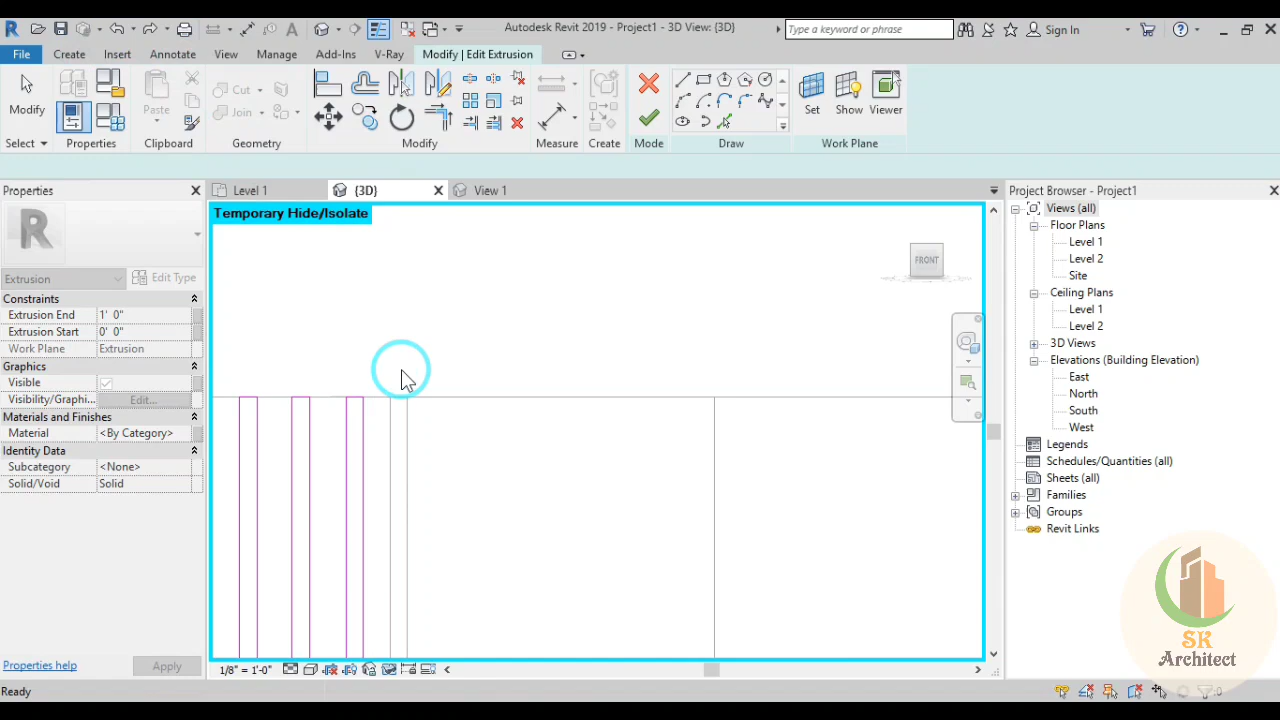 Autodesk Revit 2019 - Project1 - 3D View: {3D}
Type a keyword or phrase
Sign In
File
Create
Insert
Annotate
View
Manage
Add-Ins
V-Ray
Modify | Edit Extrusion
Modify
Paste
Cut
Join
Set
Show
Viewer
Select
Properties
Clipboard
Geometry
Modify
Measure
Create
Mode
Draw
Work Plane
Properties
Level 1
{3D}
View 1
Project Browser - Project1
R
Extrusion
Edit Type
Constraints
Extrusion End 1' 0"
Extrusion Start 0' 0"
Work Plane Extrusion
Graphics
Visible
Visibility/Graphi... Edit...
Materials and Finishes
Material <By Category>
Identity Data
Subcategory <None>
Solid/Void Solid
Properties help
Apply
Ready
Temporary Hide/Isolate
FRONT
1/8" = 1'-0"
Views (all)
Floor Plans
Level 1
Level 2
Site
Ceiling Plans
Level 1
Level 2
3D Views
Elevations (Building Elevation)
East
North
South
West
Legends
Schedules/Quantities (all)
Sheets (all)
Families
Groups
Revit Links
SK
Architect
:0